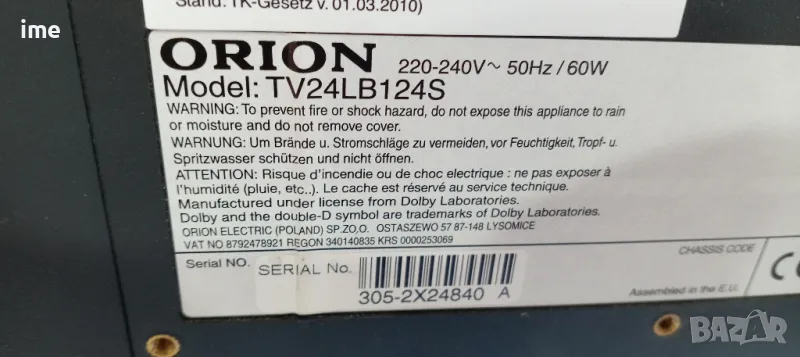 Stand: TK-Gesetz v. 01.03.2010)
ime
ORION 220-240V~ 50Hz / 60W
Model: TV24LB124S
WARNING: To prevent fire or shock hazard, do not expose this appliance to rain
or moisture and do not remove cover.
WARNUNG: Um Brände u. Stromschläge zu vermeiden, vor Feuchtigkeit, Tropf- u.
Spritzwasser schützen und nicht öffnen.
ATTENTION: Risque d'incendie ou de choc electrique : ne pas exposer à
l'humidité (pluie, etc..). Le cache est réservé au service technique.
Manufactured under license from Dolby Laboratories.
Dolby and the double-D symbol are trademarks of Dolby Laboratories.
ORION ELECTRIC (POLAND) SP.ZO,O. OSTASZEWO 57 87-148 LYSOMICE
VAT NO 8792478921 REGON 340140835 KRS 0000253069
CHASSIS CODE
Serial NO. SERIAL No.
305-2X24840 A
Assembled in the E.U.
CE
BAZAR